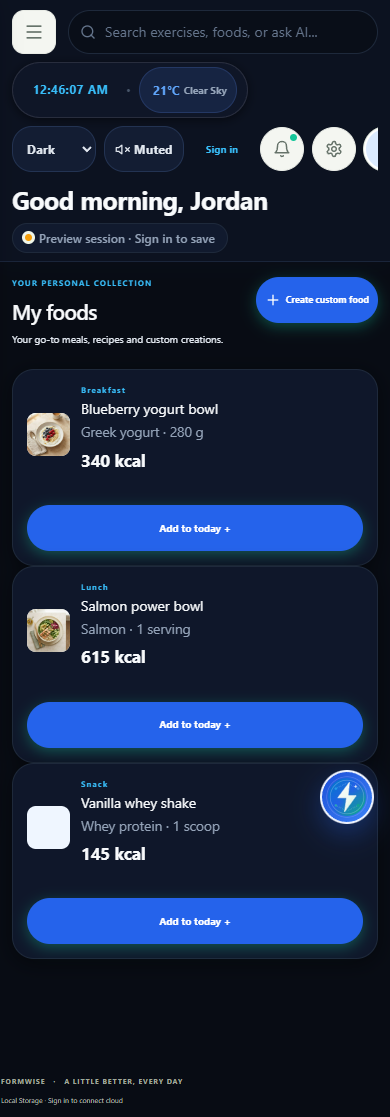 Search exercises, foods, or ask AI...
12:46:07 AM • 21°C Clear Sky
Dark Muted Sign in
Good morning, Jordan
Preview session · Sign in to save
YOUR PERSONAL COLLECTION
My foods
Create custom food
Your go-to meals, recipes and custom creations.
Breakfast
Blueberry yogurt bowl
Greek yogurt · 280 g
340 kcal
Add to today +
Lunch
Salmon power bowl
Salmon · 1 serving
615 kcal
Add to today +
Snack
Vanilla whey shake
Whey protein · 1 scoop
145 kcal
Add to today +
FORMWISE · A LITTLE BETTER, EVERY DAY
Local Storage · Sign in to connect cloud